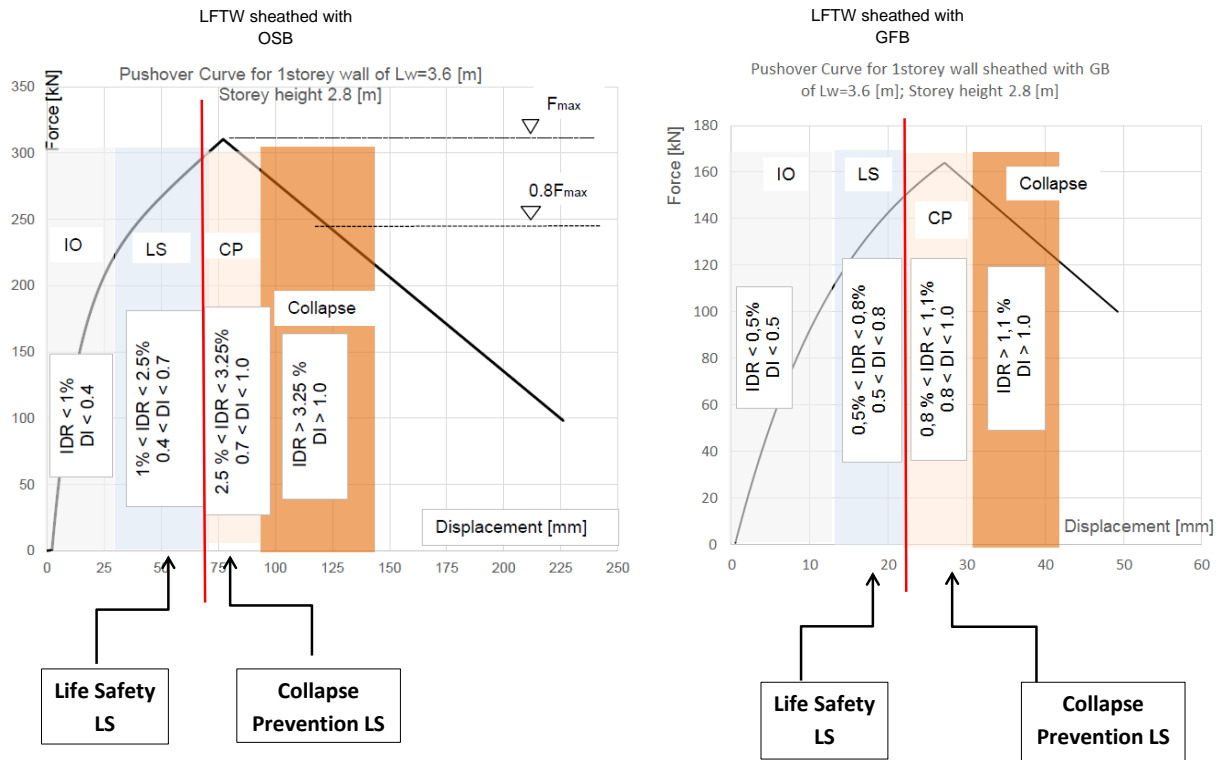 LFTW sheathed with
OSB
Pushover Curve for 1storey wall of Lw=3.6 [m]
Storey height 2.8 [m]
Force [kN]
350
300
250
200
150
100
50
0
Fmax
0.8Fmax
IO
LS
CP
Collapse
IDR < 1%
DI < 0.4
1% < IDR < 2.5%
0.4 < DI < 0.7
2.5 % < IDR < 3.25%
0.7 < DI < 1.0
IDR > 3.25 %
DI > 1.0
Displacement [mm]
0 25 50 75 100 125 150 175 200 225 250
Life Safety
LS
Collapse
Prevention LS
LFTW sheathed with
GFB
Pushover Curve for 1storey wall sheathed with GB
of Lw=3.6 [m]; Storey height 2.8 [m]
Force [kN]
180
160
140
120
100
80
60
40
20
0
IO
LS
CP
Collapse
IDR < 0,5%
DI < 0.5
0,5% < IDR < 0,8%
0.5 < DI < 0.8
0,8 % < IDR < 1,1%
0.8 < DI < 1.0
IDR > 1,1 %
DI > 1.0
Displacement [mm]
0 10 20 30 40 50 60
Life Safety
LS
Collapse
Prevention LS